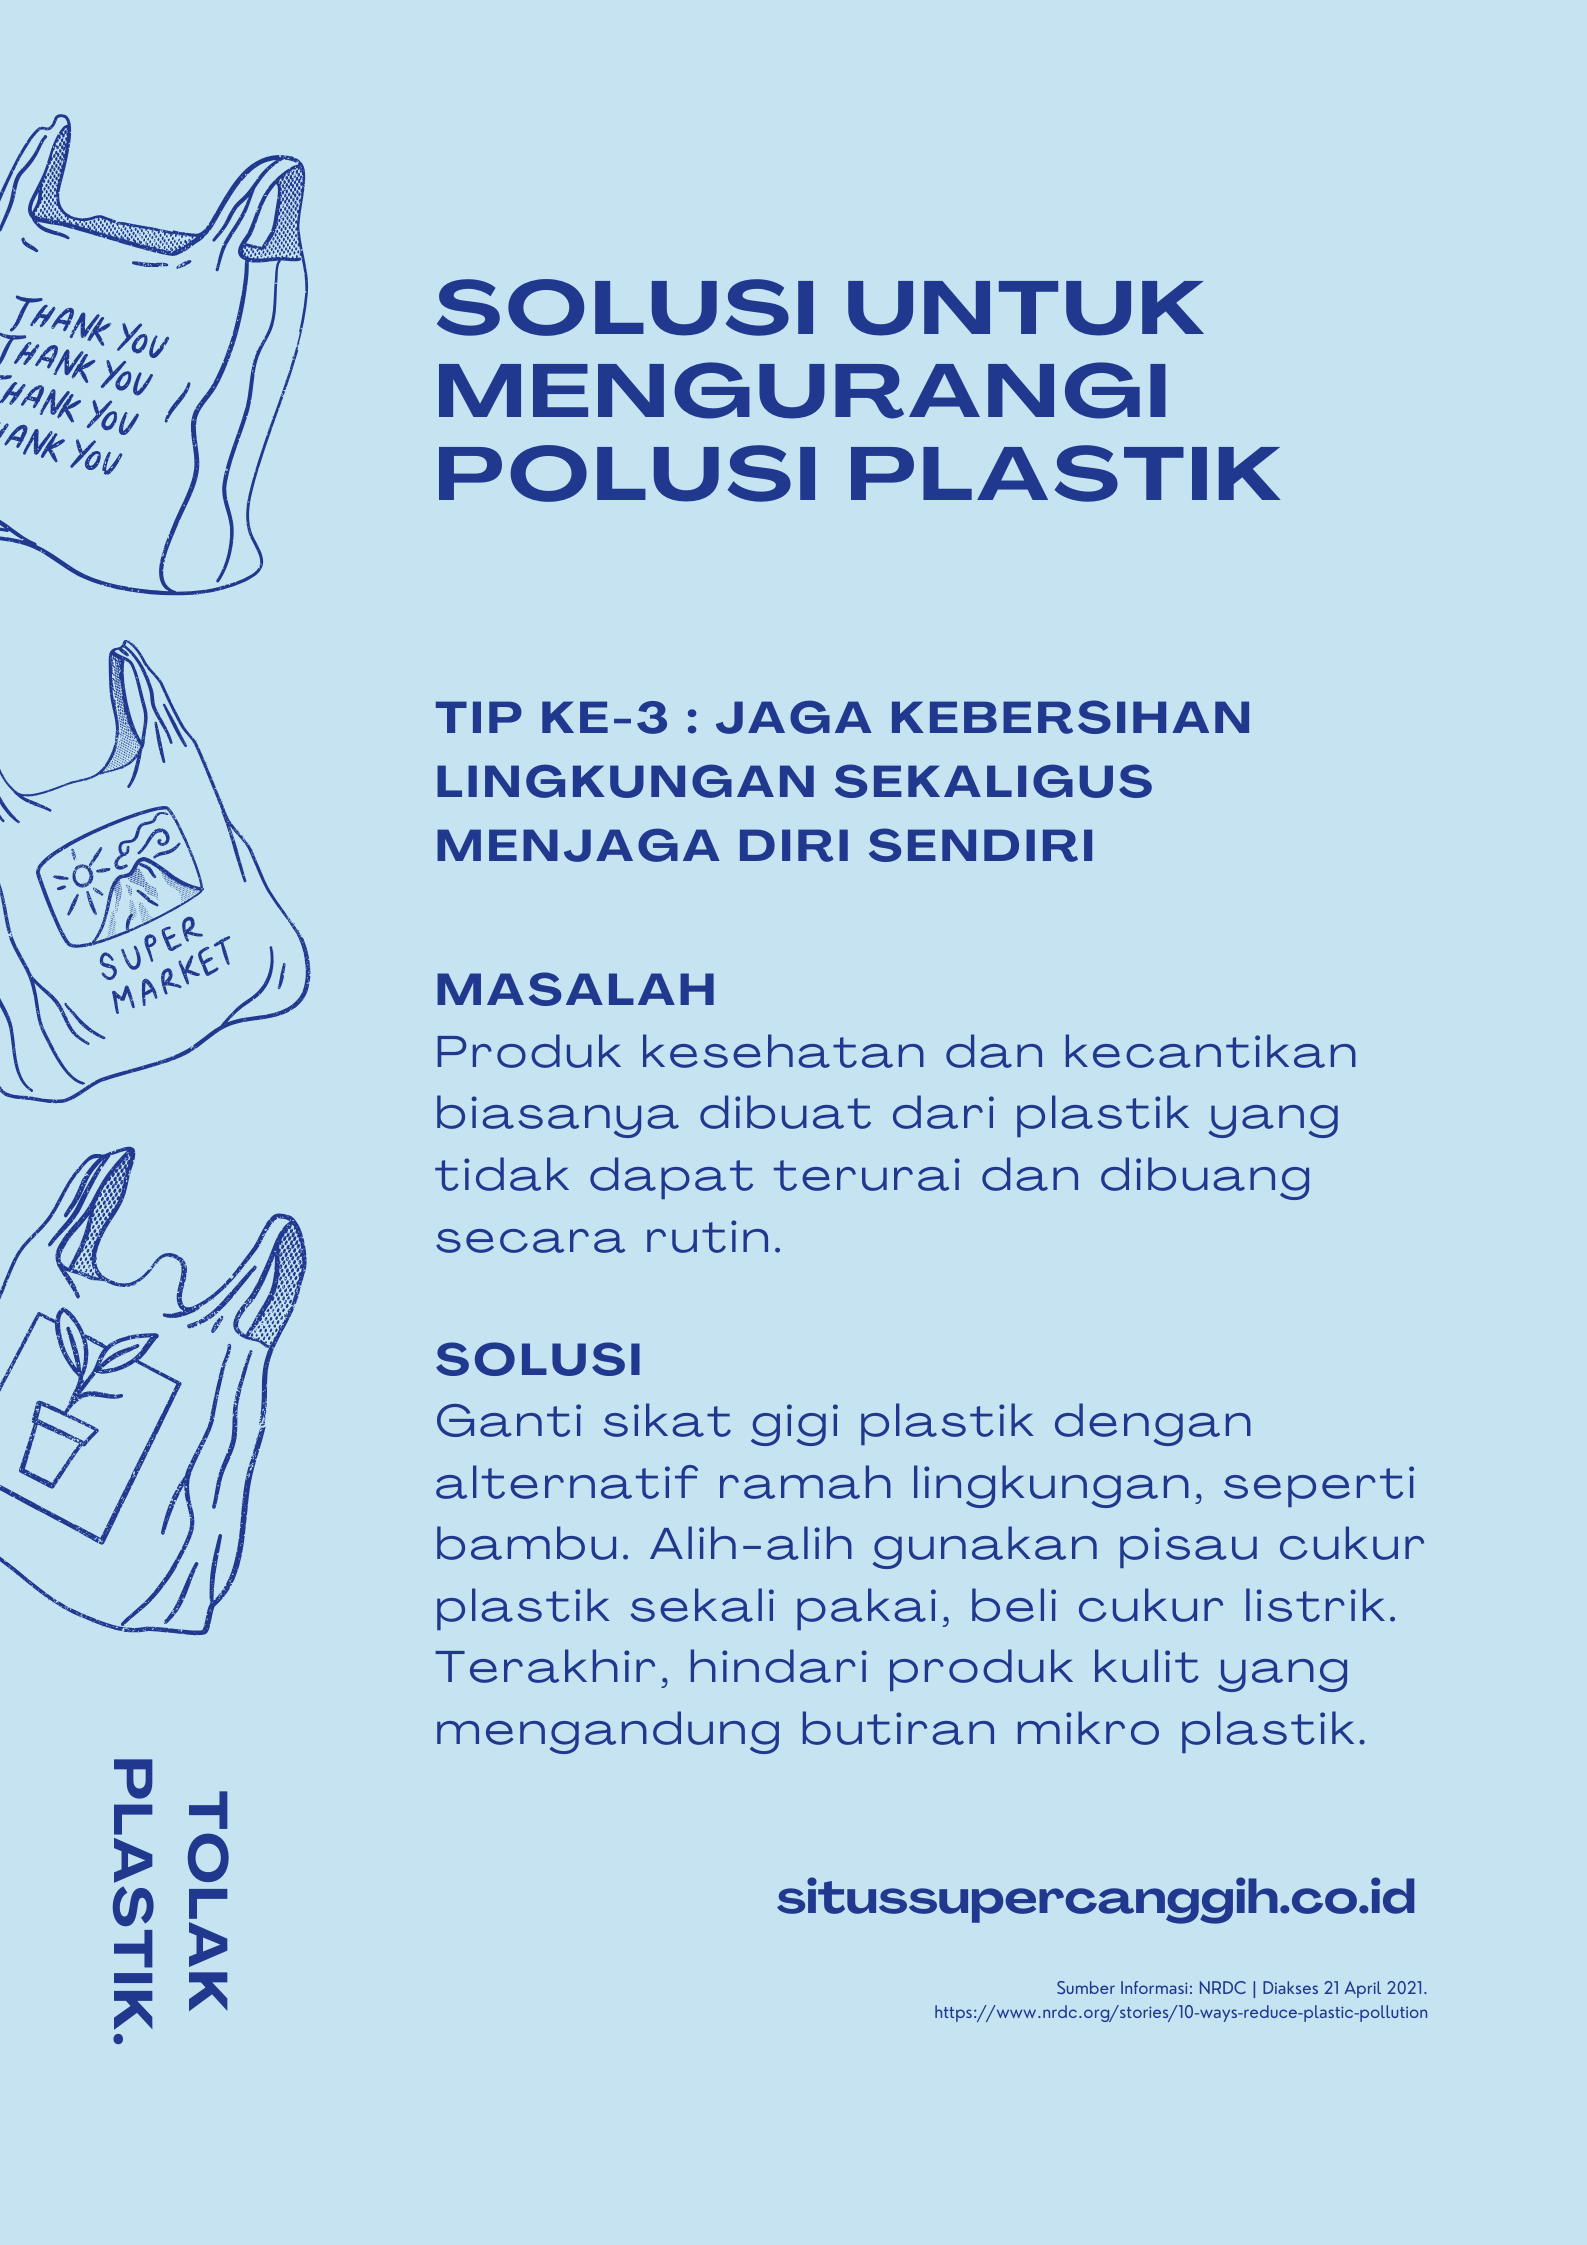 THANK YOU
THANK YOU
THANK YOU
THANK YOU
SUPER
MARKET
TOLAK
PLASTIK.
SOLUSI UNTUK
MENGURANGI
POLUSI PLASTIK
TIP KE-3 : JAGA KEBERSIHAN
LINGKUNGAN SEKALIGUS
MENJAGA DIRI SENDIRI
MASALAH
Produk kesehatan dan kecantikan
biasanya dibuat dari plastik yang
tidak dapat terurai dan dibuang
secara rutin.
SOLUSI
Ganti sikat gigi plastik dengan
alternatif ramah lingkungan, seperti
bambu. Alih-alih gunakan pisau cukur
plastik sekali pakai, beli cukur listrik.
Terakhir, hindari produk kulit yang
mengandung butiran mikro plastik.
situssupercanggih.co.id
Sumber Informasi: NRDC | Diakses 21 April 2021.
https://www.nrdc.org/stories/10-ways-reduce-plastic-pollution